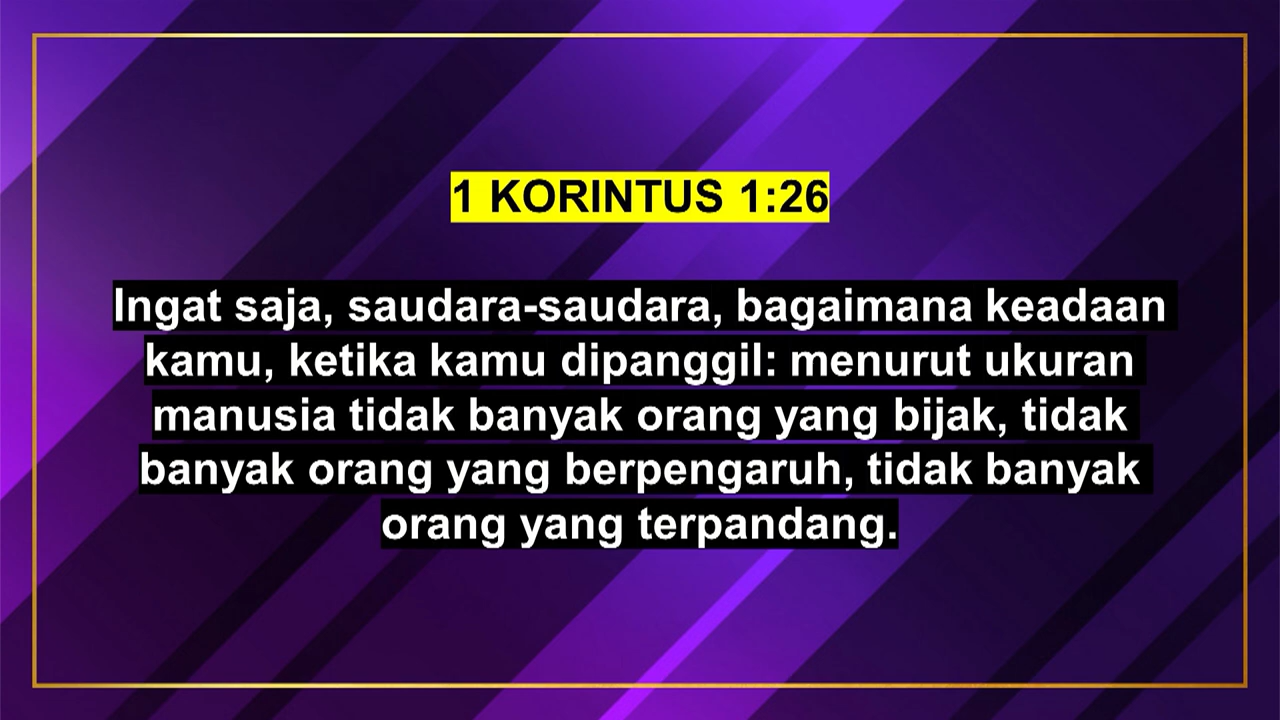 1 KORINTUS 1:26
Ingat saja, saudara-saudara, bagaimana keadaan
kamu, ketika kamu dipanggil: menurut ukuran
manusia tidak banyak orang yang bijak, tidak
banyak orang yang berpengaruh, tidak banyak
orang yang terpandang.